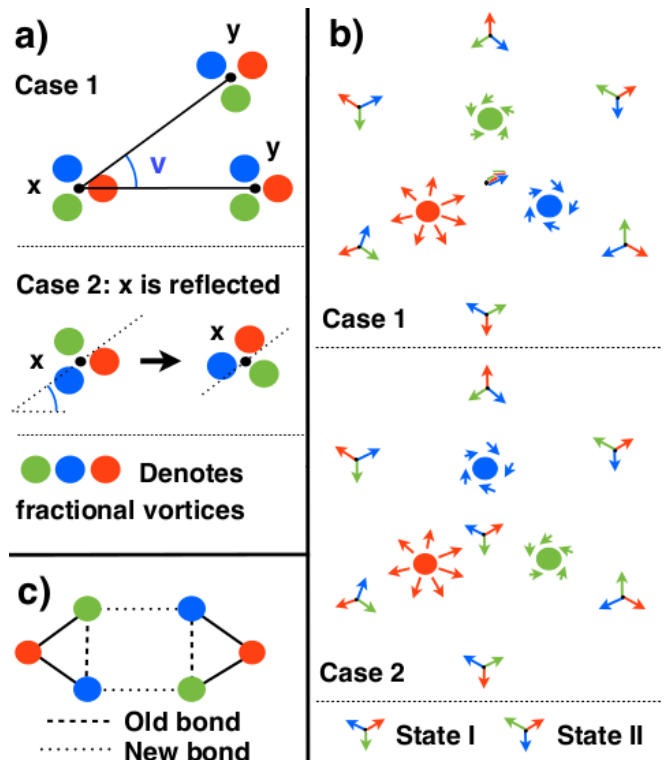 a)
y
Case 1
v
y
x
Case 2: x is reflected
x
x
Denotes
fractional vortices
c)
Old bond
New bond
b)
Case 1
Case 2
State I
State II